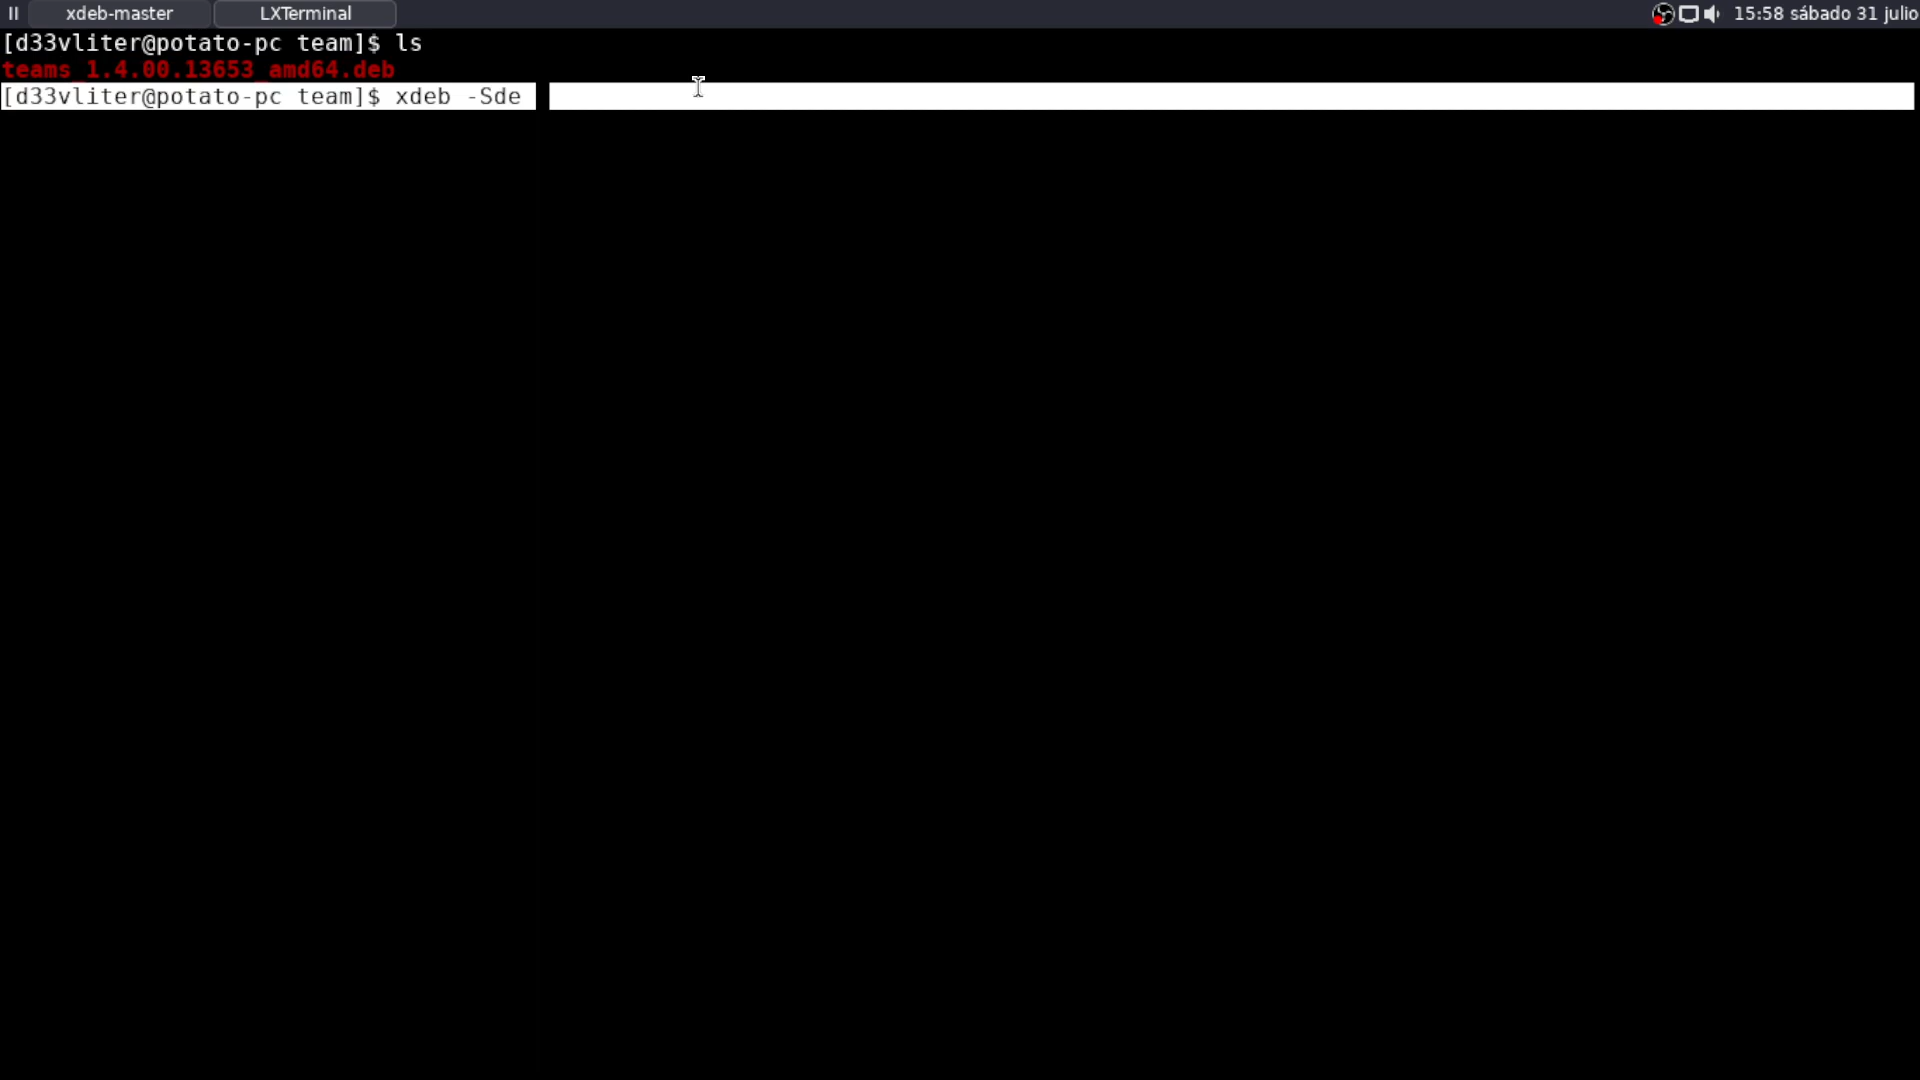 xdeb-master LXTerminal 15:58 sábado 31 julio
[d33vliter@potato-pc team]$ ls
teams_1.4.00.13653_amd64.deb
[d33vliter@potato-pc team]$ xdeb -Sde